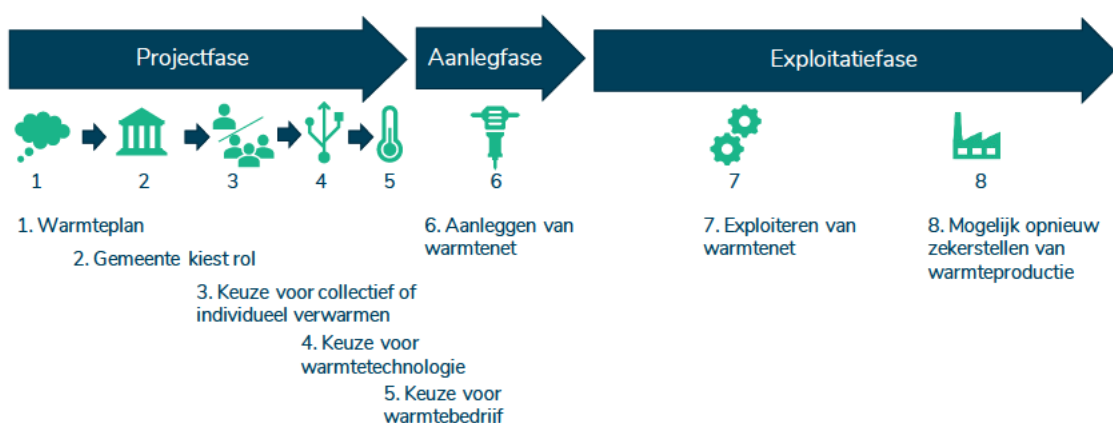 Projectfase
Aanlegfase
Exploitatiefase
1
2
3
4
5
6
7
8
1. Warmteplan
2. Gemeente kiest rol
3. Keuze voor collectief of
individueel verwarmen
4. Keuze voor
warmtetechnologie
5. Keuze voor
warmtebedrijf
6. Aanleggen van
warmtenet
7. Exploiteren van
warmtenet
8. Mogelijk opnieuw
zekerstellen van
warmteproductie